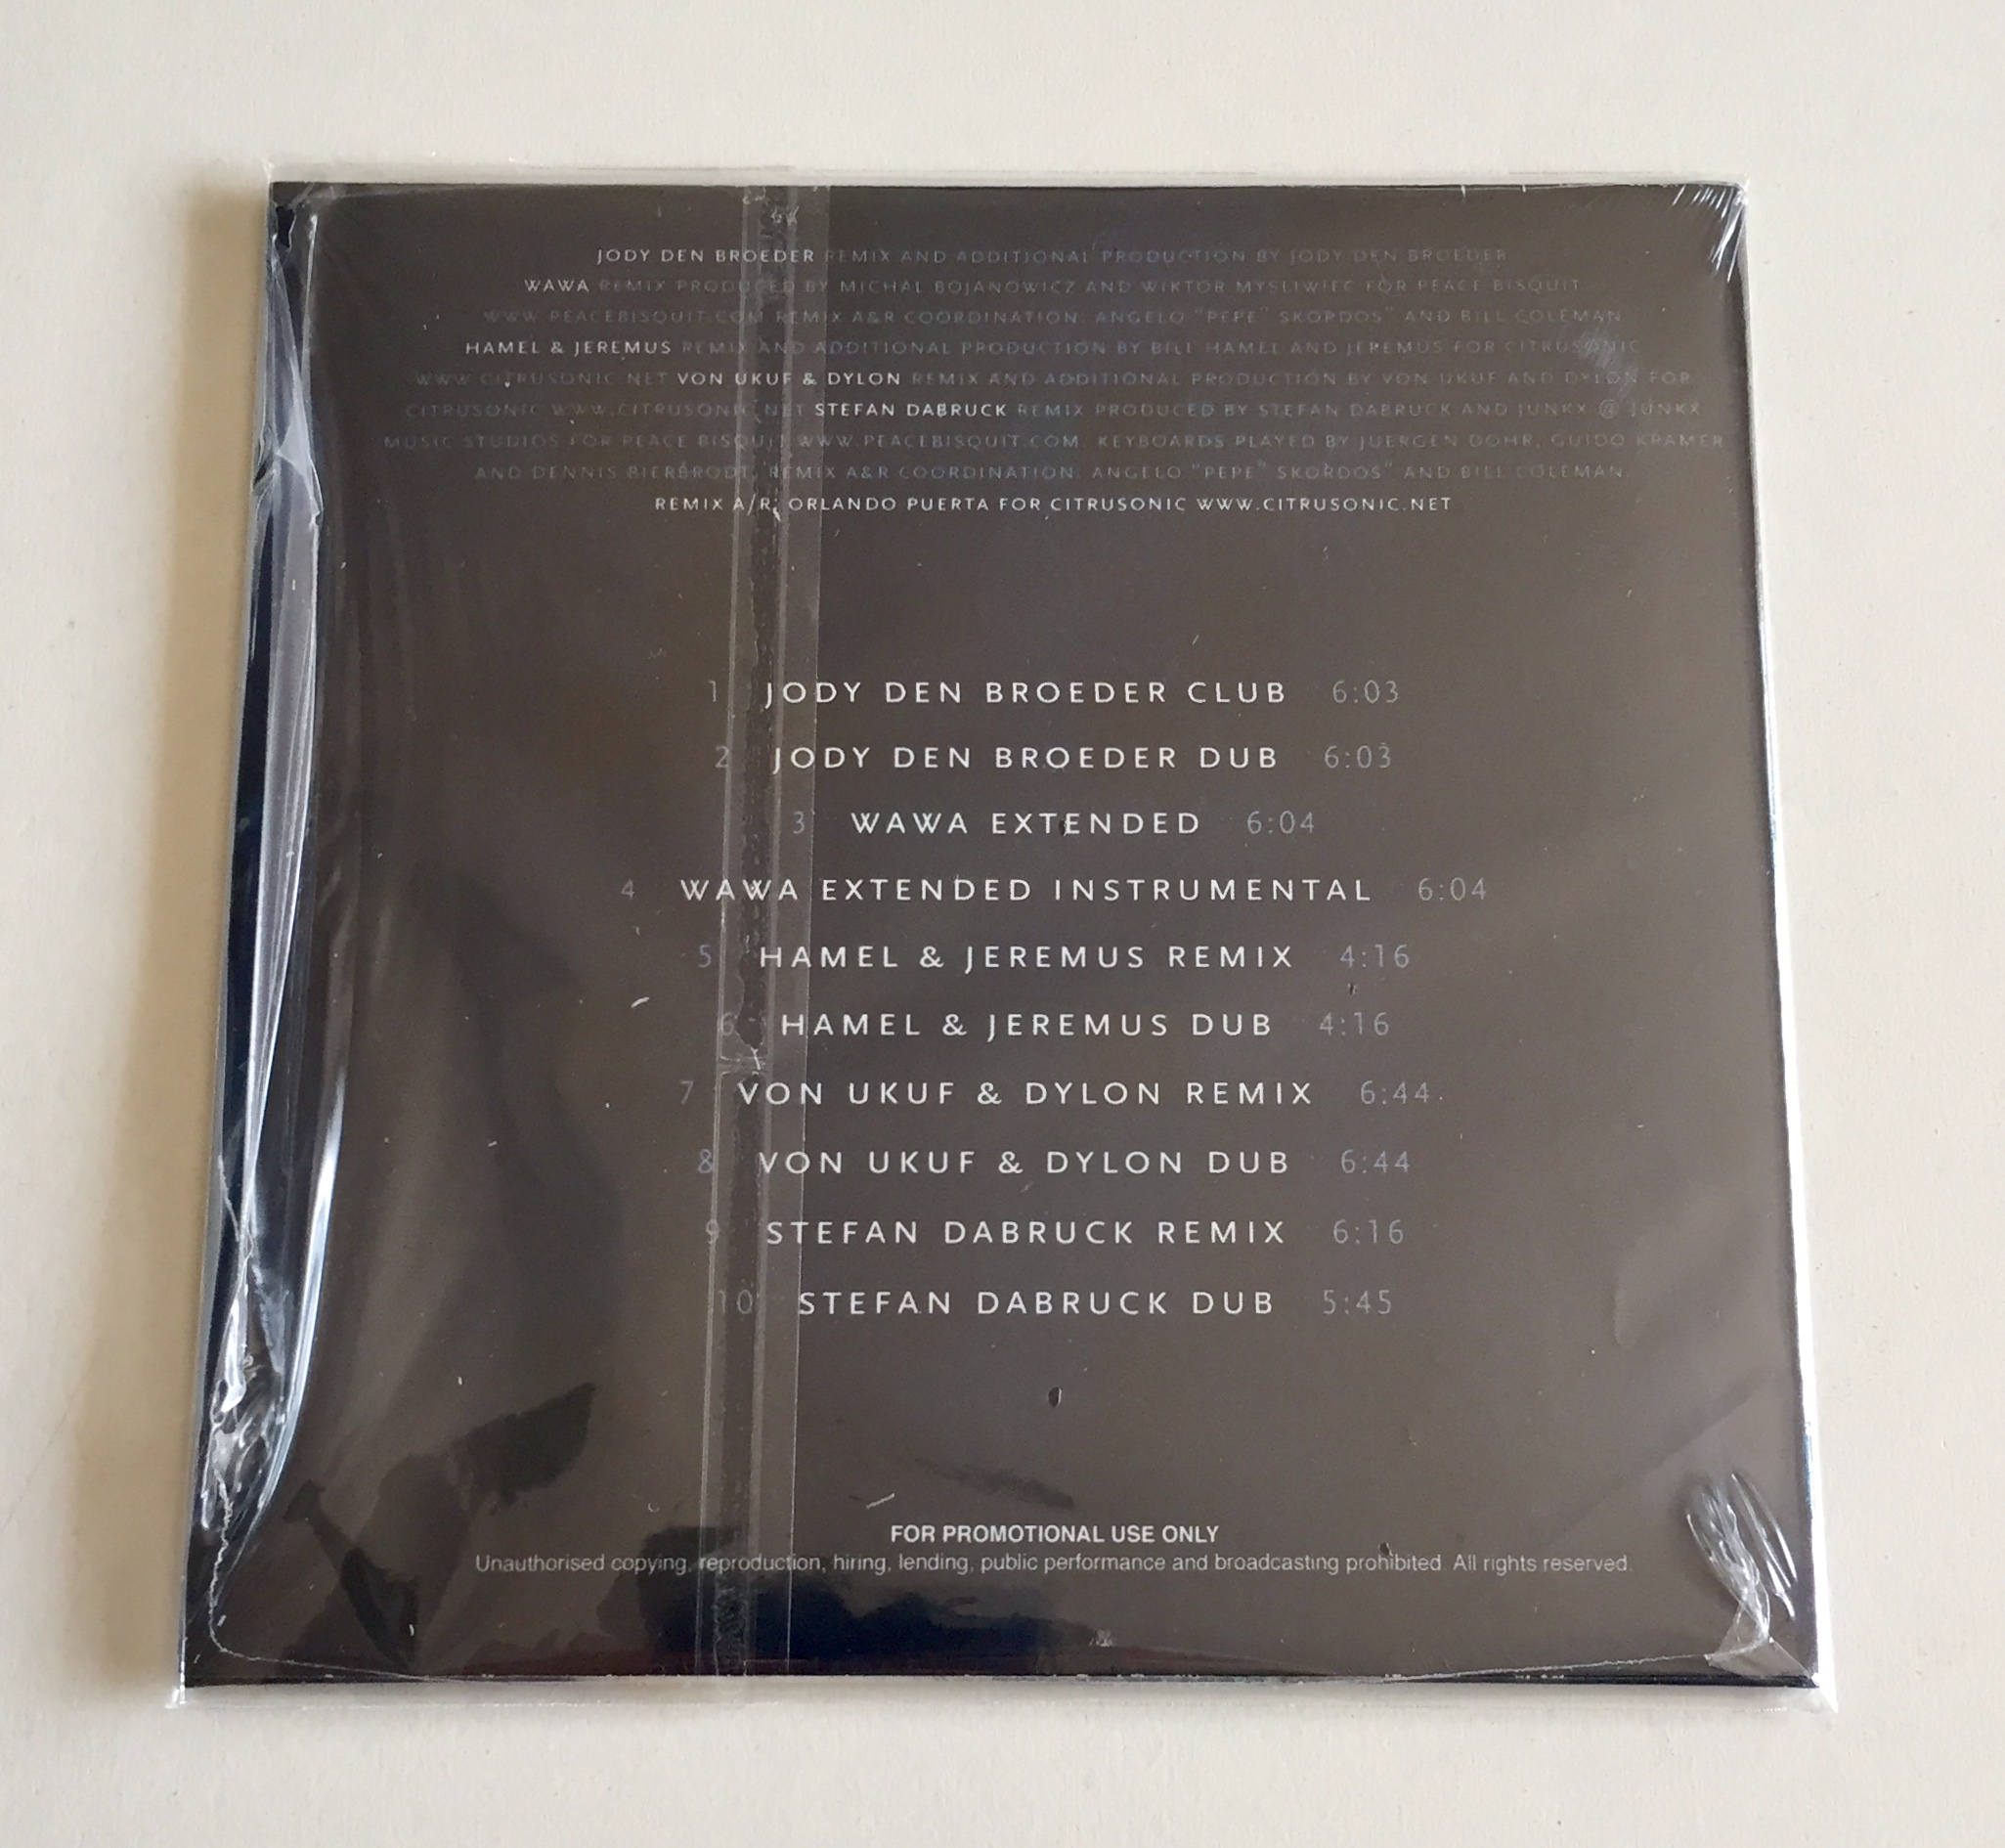 JODY DEN BROEDER REMIX AND ADDITIONAL PRODUCTION BY JODY DEN BROEDER
WAWA REMIX PRODUCED BY MICHAL BOJANOWICZ AND WIKTOR MYSLIWIEC FOR PEACE BISQUIT
WWW.PEACEBISQUIT.COM REMIX A&R COORDINATION: ANGELO "PEPE" SKORDOS" AND BILL COLEMAN
HAMEL & JEREMUS REMIX AND ADDITIONAL PRODUCTION BY BILL HAMEL AND JEREMUS FOR CITRUSONIC
WWW.CITRUSONIC.NET VON UKUF & DYLON REMIX AND ADDITIONAL PRODUCTION BY VON UKUF AND DYLON FOR
CITRUSONIC WWW.CITRUSONIC.NET STEFAN DABRUCK REMIX PRODUCED BY STEFAN DABRUCK AND JUNKX @ JUNKX
MUSIC STUDIOS FOR PEACE BISQUIT WWW.PEACEBISQUIT.COM. KEYBOARDS PLAYED BY JUERGEN DOHR, GUIDO KRAMER
AND DENNIS BIERBRODT, REMIX A&R COORDINATION: ANGELO "PEPE" SKORDOS" AND BILL COLEMAN.
REMIX A/R: ORLANDO PUERTA FOR CITRUSONIC WWW.CITRUSONIC.NET
1 JODY DEN BROEDER CLUB 6:03
2 JODY DEN BROEDER DUB 6:03
3 WAWA EXTENDED 6:04
4 WAWA EXTENDED INSTRUMENTAL 6:04
5 HAMEL & JEREMUS REMIX 4:16
6 HAMEL & JEREMUS DUB 4:16
7 VON UKUF & DYLON REMIX 6:44
8 VON UKUF & DYLON DUB 6:44
9 STEFAN DABRUCK REMIX 6:16
10 STEFAN DABRUCK DUB 5:45
FOR PROMOTIONAL USE ONLY
Unauthorised copying, reproduction, hiring, lending, public performance and broadcasting prohibited. All rights reserved.